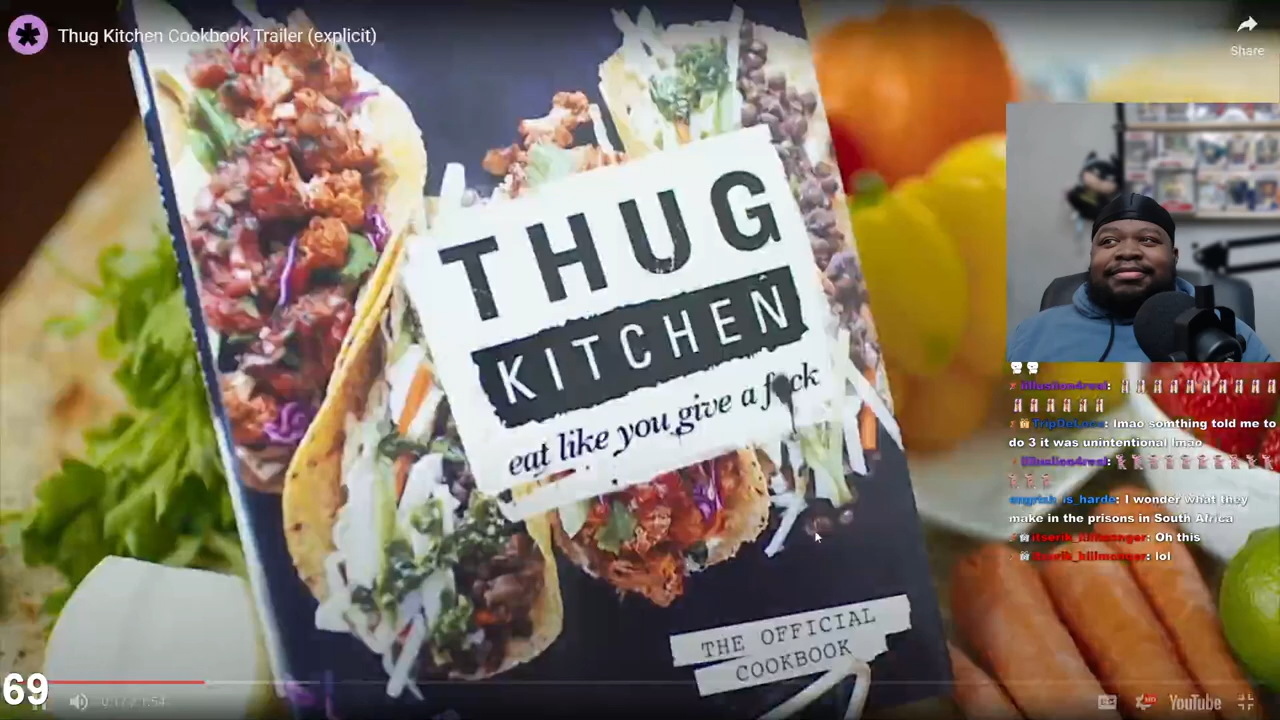 Thug Kitchen Cookbook Trailer (explicit)
Share
THUG
KITCHEN
eat like you give a f*ck
THE OFFICIAL
COOKBOOK
lmao somthing told me to
do 3 it was unintentional lmao
I wonder what they
make in the prisons in South Africa
Oh this
lol
69
YouTube
HD